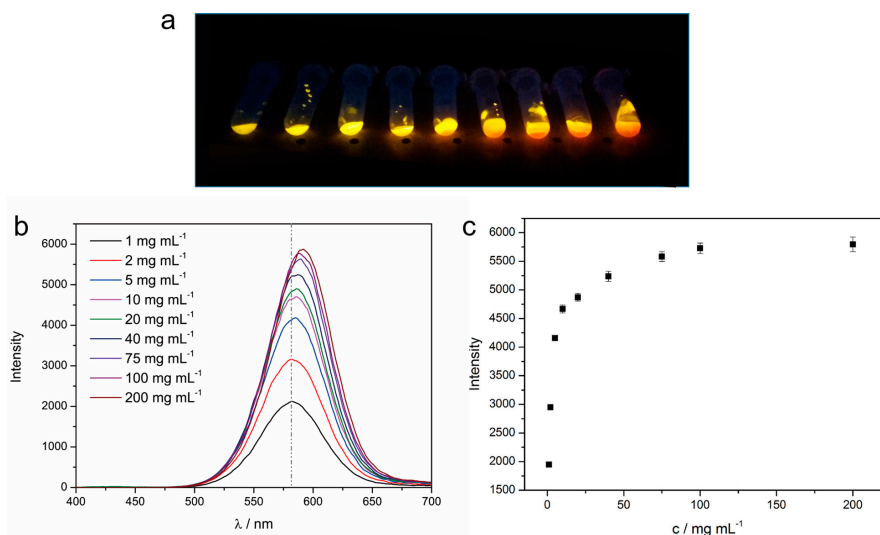 a
b
1 mg mL⁻¹
2 mg mL⁻¹
5 mg mL⁻¹
10 mg mL⁻¹
20 mg mL⁻¹
40 mg mL⁻¹
75 mg mL⁻¹
100 mg mL⁻¹
200 mg mL⁻¹
6000
5000
4000
3000
2000
1000
0
Intensity
400
450
500
550
600
650
700
λ / nm
c
6500
6000
5500
5000
4500
4000
3500
3000
2500
2000
1500
Intensity
0
50
100
150
200
c / mg mL⁻¹